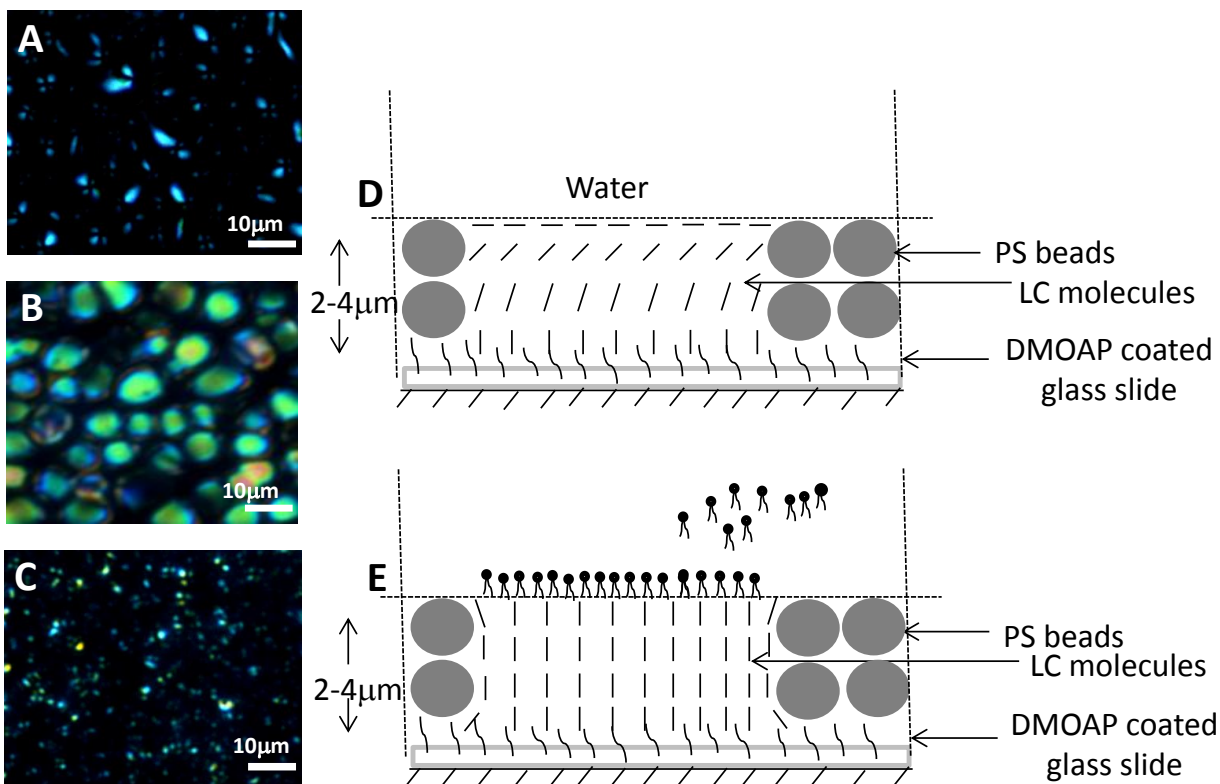 A
10μm
B
10μm
C
10μm
D
Water
2-4μm
PS beads
LC molecules
DMOAP coated
glass slide
E
2-4μm
PS beads
LC molecules
DMOAP coated
glass slide